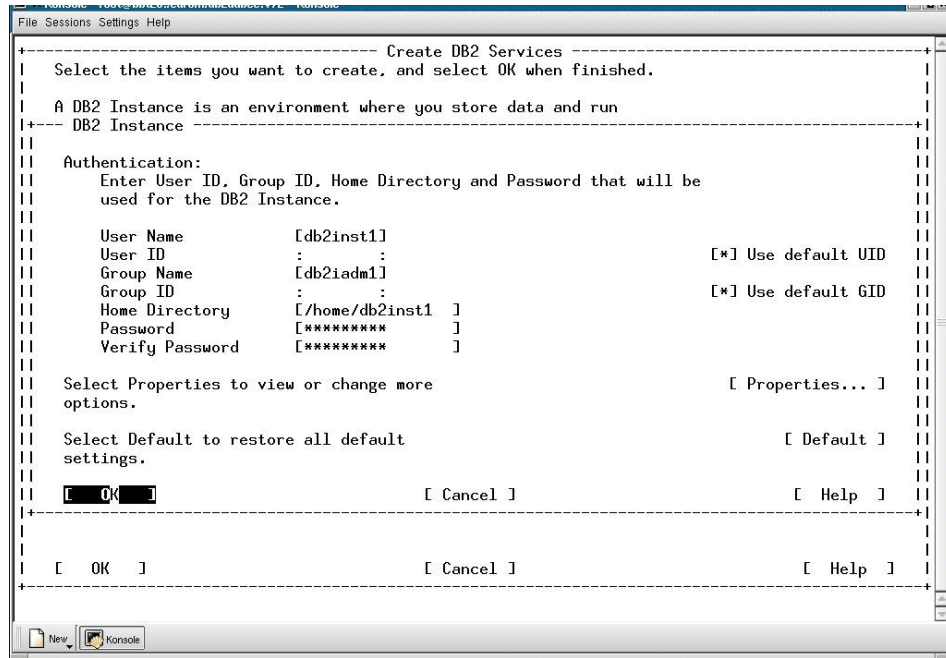 File Sessions Settings Help
Create DB2 Services
Select the items you want to create, and select OK when finished.
A DB2 Instance is an environment where you store data and run
DB2 Instance
Authentication:
Enter User ID, Group ID, Home Directory and Password that will be
used for the DB2 Instance.
User Name [db2inst1]
User ID : : [*] Use default UID
Group Name [db2iadm1]
Group ID : : [*] Use default GID
Home Directory [/home/db2inst1 ]
Password [********* ]
Verify Password [********* ]
Select Properties to view or change more [ Properties... ]
options.
Select Default to restore all default [ Default ]
settings.
[ OK ] [ Cancel ] [ Help ]
[ OK ] [ Cancel ] [ Help ]
New Konsole